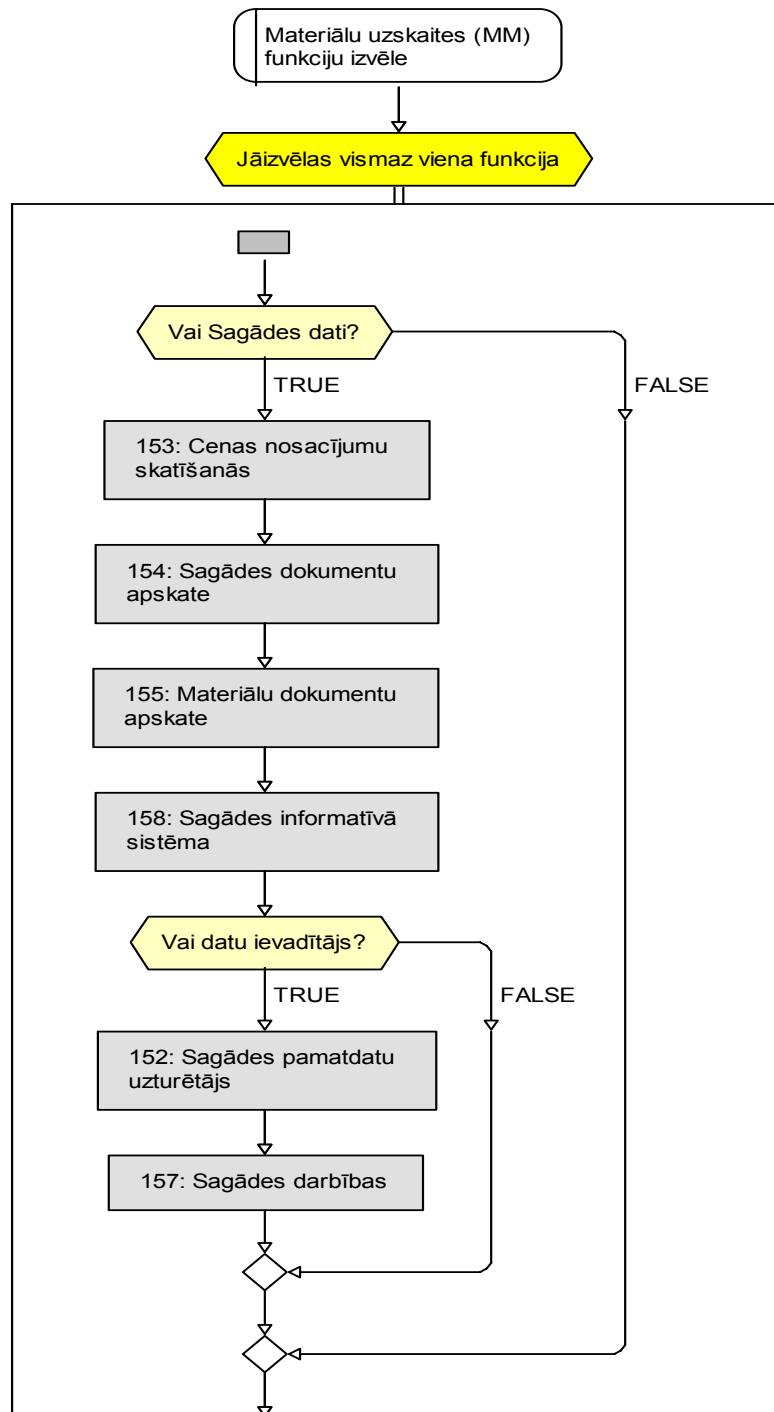 Materiālu uzskaites (MM)
funkciju izvēle
Jāizvēlas vismaz viena funkcija
Vai Sagādes dati?
TRUE
FALSE
153: Cenas nosacījumu
skatīšanās
154: Sagādes dokumentu
apskate
155: Materiālu dokumentu
apskate
158: Sagādes informatīvā
sistēma
Vai datu ievadītājs?
TRUE
FALSE
152: Sagādes pamatdatu
uzturētājs
157: Sagādes darbības